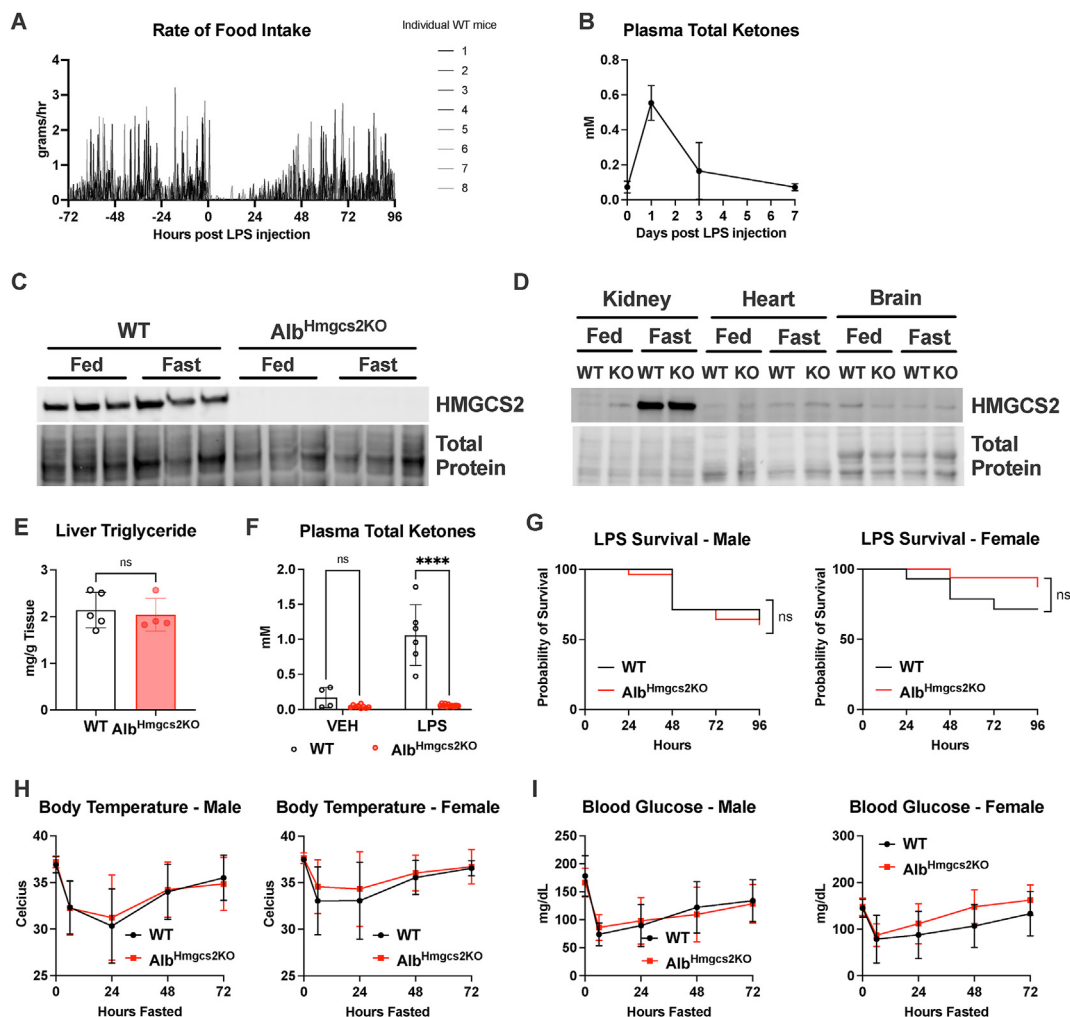 A
Rate of Food Intake
Individual WT mice
1
2
3
4
5
6
7
8
grams/hr
4
3
2
1
0
-72 -48 -24 0 24 48 72 96
Hours post LPS injection
B
Plasma Total Ketones
mM
0.8
0.6
0.4
0.2
0.0
0 1 2 3 4 5 6 7
Days post LPS injection
C
WT AlbHmgcs2KO
Fed Fast Fed Fast
HMGCS2
Total
Protein
D
Kidney Heart Brain
Fed Fast Fed Fast Fed Fast
WT KO WT KO WT KO WT KO WT KO WT KO
HMGCS2
Total
Protein
E
Liver Triglyceride
ns
mg/g Tissue
3
2
1
0
WT AlbHmgcs2KO
F
Plasma Total Ketones
ns ****
mM
2.0
1.5
1.0
0.5
0.0
VEH LPS
WT AlbHmgcs2KO
G
LPS Survival - Male
Probability of Survival
100
50
0
ns
WT
AlbHmgcs2KO
0 24 48 72 96
Hours
LPS Survival - Female
Probability of Survival
100
50
0
ns
WT
AlbHmgcs2KO
0 24 48 72 96
Hours
H
Body Temperature - Male
Celcius
40
35
30
25
WT
AlbHmgcs2KO
0 24 48 72
Hours Fasted
Body Temperature - Female
Celcius
40
35
30
25
WT
AlbHmgcs2KO
0 24 48 72
Hours Fasted
I
Blood Glucose - Male
mg/dL
250
200
150
100
50
0
WT
AlbHmgcs2KO
0 24 48 72
Hours Fasted
Blood Glucose - Female
mg/dL
300
200
100
0
WT
AlbHmgcs2KO
0 24 48 72
Hours Fasted